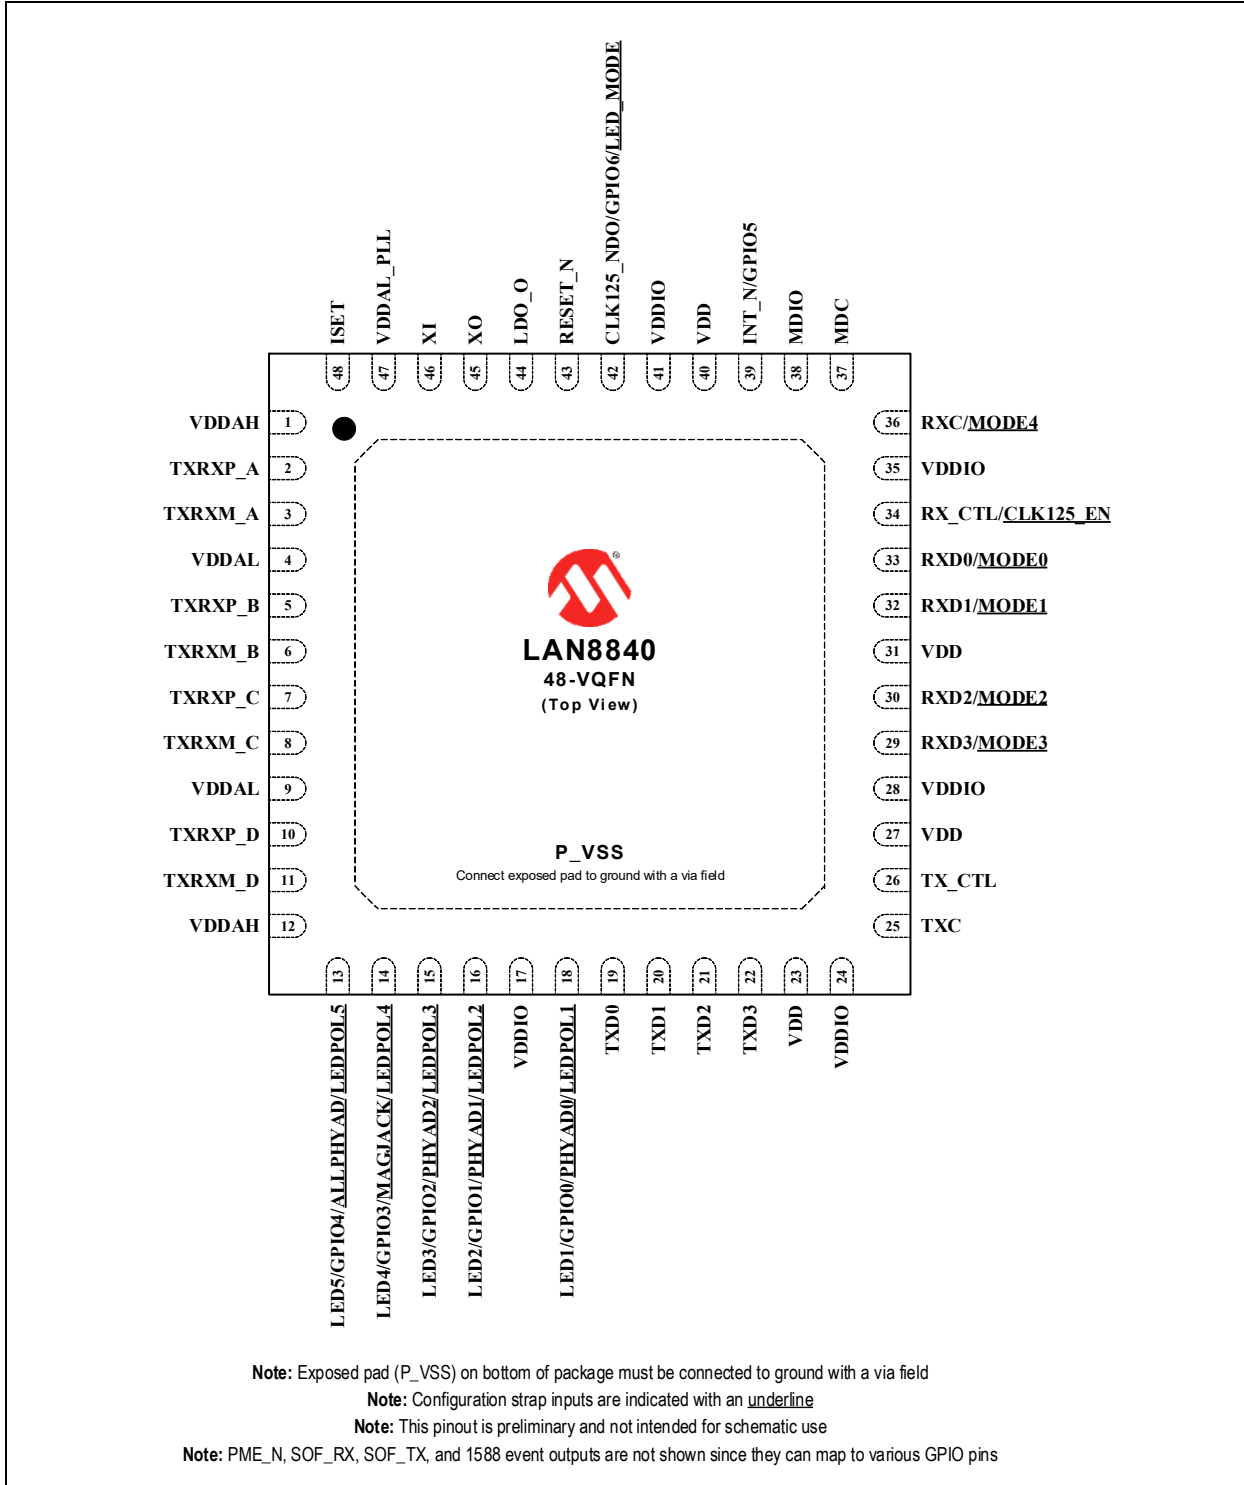 CLK125_NDO/GPIO6/LED_MODE
ISET
VDDAL_PLL
XI
XO
LDO_O
RESET_N
VDDIO
VDD
INT_N/GPIO5
MDIO
MDC
48
47
46
45
44
43
42
41
40
39
38
37
VDDAH 1
TXRXP_A 2
TXRXM_A 3
VDDAL 4
TXRXP_B 5
TXRXM_B 6
TXRXP_C 7
TXRXM_C 8
VDDAL 9
TXRXP_D 10
TXRXM_D 11
VDDAH 12
36 RXC/MODE4
35 VDDIO
34 RX_CTL/CLK125_EN
33 RXD0/MODE0
32 RXD1/MODE1
31 VDD
30 RXD2/MODE2
29 RXD3/MODE3
28 VDDIO
27 VDD
26 TX_CTL
25 TXC
®
LAN8840
48-VQFN
(Top View)
P_VSS
Connect exposed pad to ground with a via field
13
14
15
16
17
18
19
20
21
22
23
24
LED5/GPIO4/ALLPHYAD/LEDPOL5
LED4/GPIO3/MAGJACK/LEDPOL4
LED3/GPIO2/PHYAD2/LEDPOL3
LED2/GPIO1/PHYAD1/LEDPOL2
VDDIO
LED1/GPIO0/PHYAD0/LEDPOL1
TXD0
TXD1
TXD2
TXD3
VDD
VDDIO
Note: Exposed pad (P_VSS) on bottom of package must be connected to ground with a via field
Note: Configuration strap inputs are indicated with an underline
Note: This pinout is preliminary and not intended for schematic use
Note: PME_N, SOF_RX, SOF_TX, and 1588 event outputs are not shown since they can map to various GPIO pins